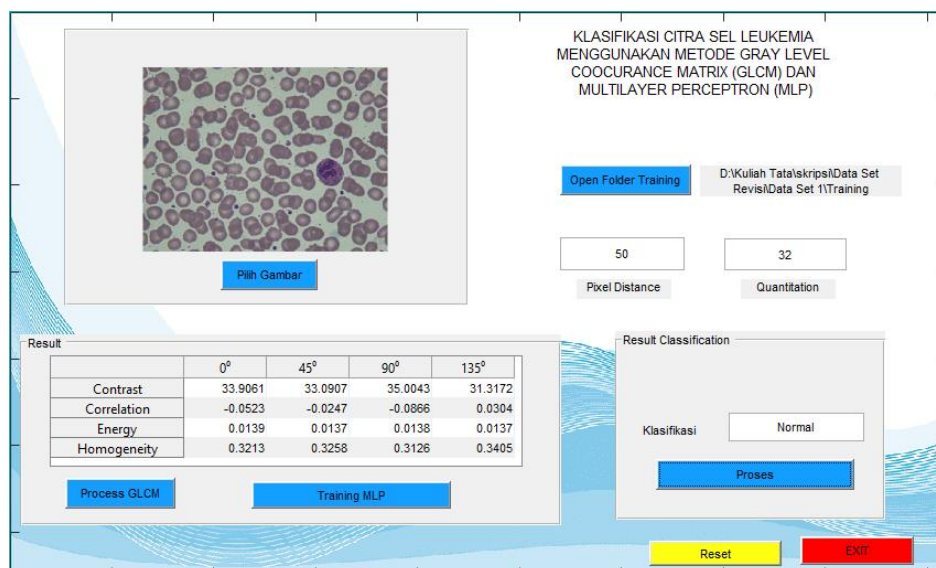 KLASIFIKASI CITRA SEL LEUKEMIA
MENGGUNAKAN METODE GRAY LEVEL
COOCURANCE MATRIX (GLCM) DAN
MULTILAYER PERCEPTRON (MLP)
Pilih Gambar
Open Folder Training
D:\Kuliah Tata\skripsi\Data Set
Revisi\Data Set 1\Training
50 32
Pixel Distance Quantitation
Result
0⁰ 45⁰ 90⁰ 135⁰
Contrast 33.9061 33.0907 35.0043 31.3172
Correlation -0.0523 -0.0247 -0.0866 0.0304
Energy 0.0139 0.0137 0.0138 0.0137
Homogeneity 0.3213 0.3258 0.3126 0.3405
Process GLCM Training MLP
Result Classification
Klasifikasi Normal
Proses
Reset EXIT